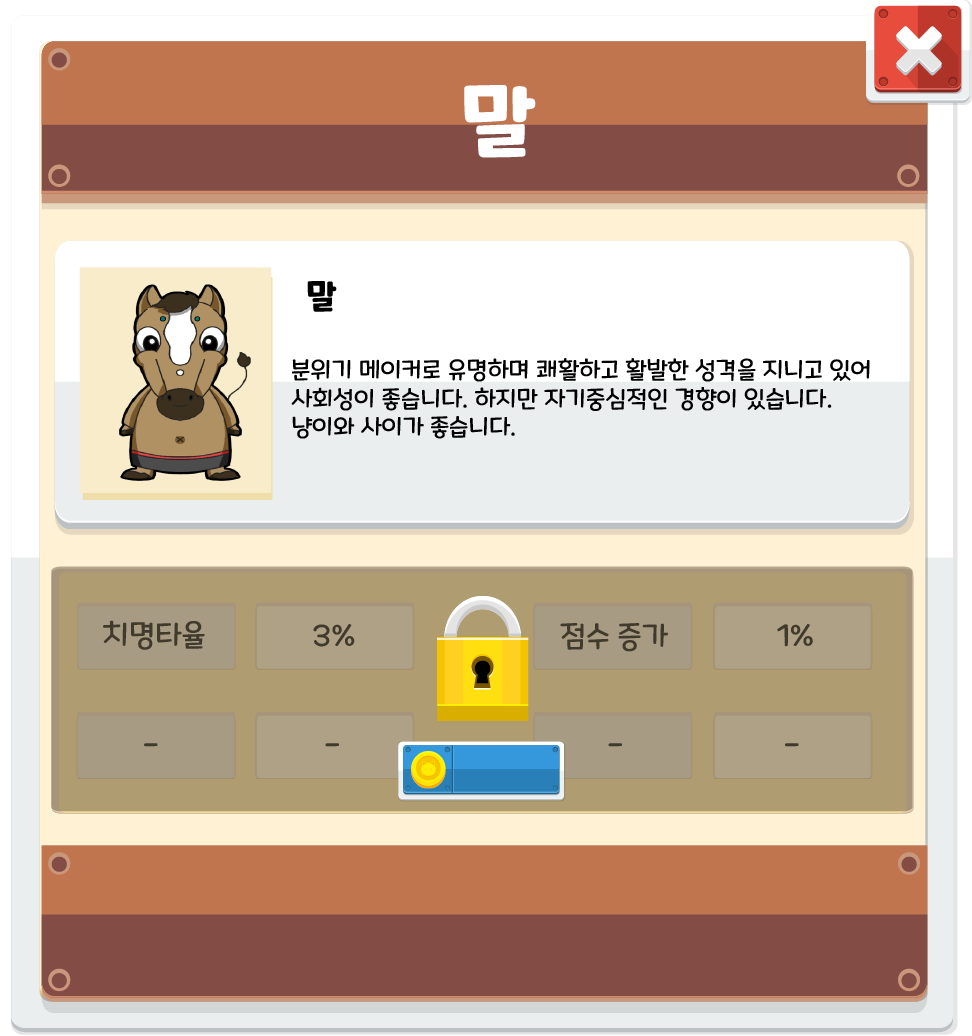 말
말
분위기 메이커로 유명하며 쾌활하고 활발한 성격을 지니고 있어
사회성이 좋습니다. 하지만 자기중심적인 경향이 있습니다.
냥이와 사이가 좋습니다.
치명타율 3% 점수 증가 1%
- - - -